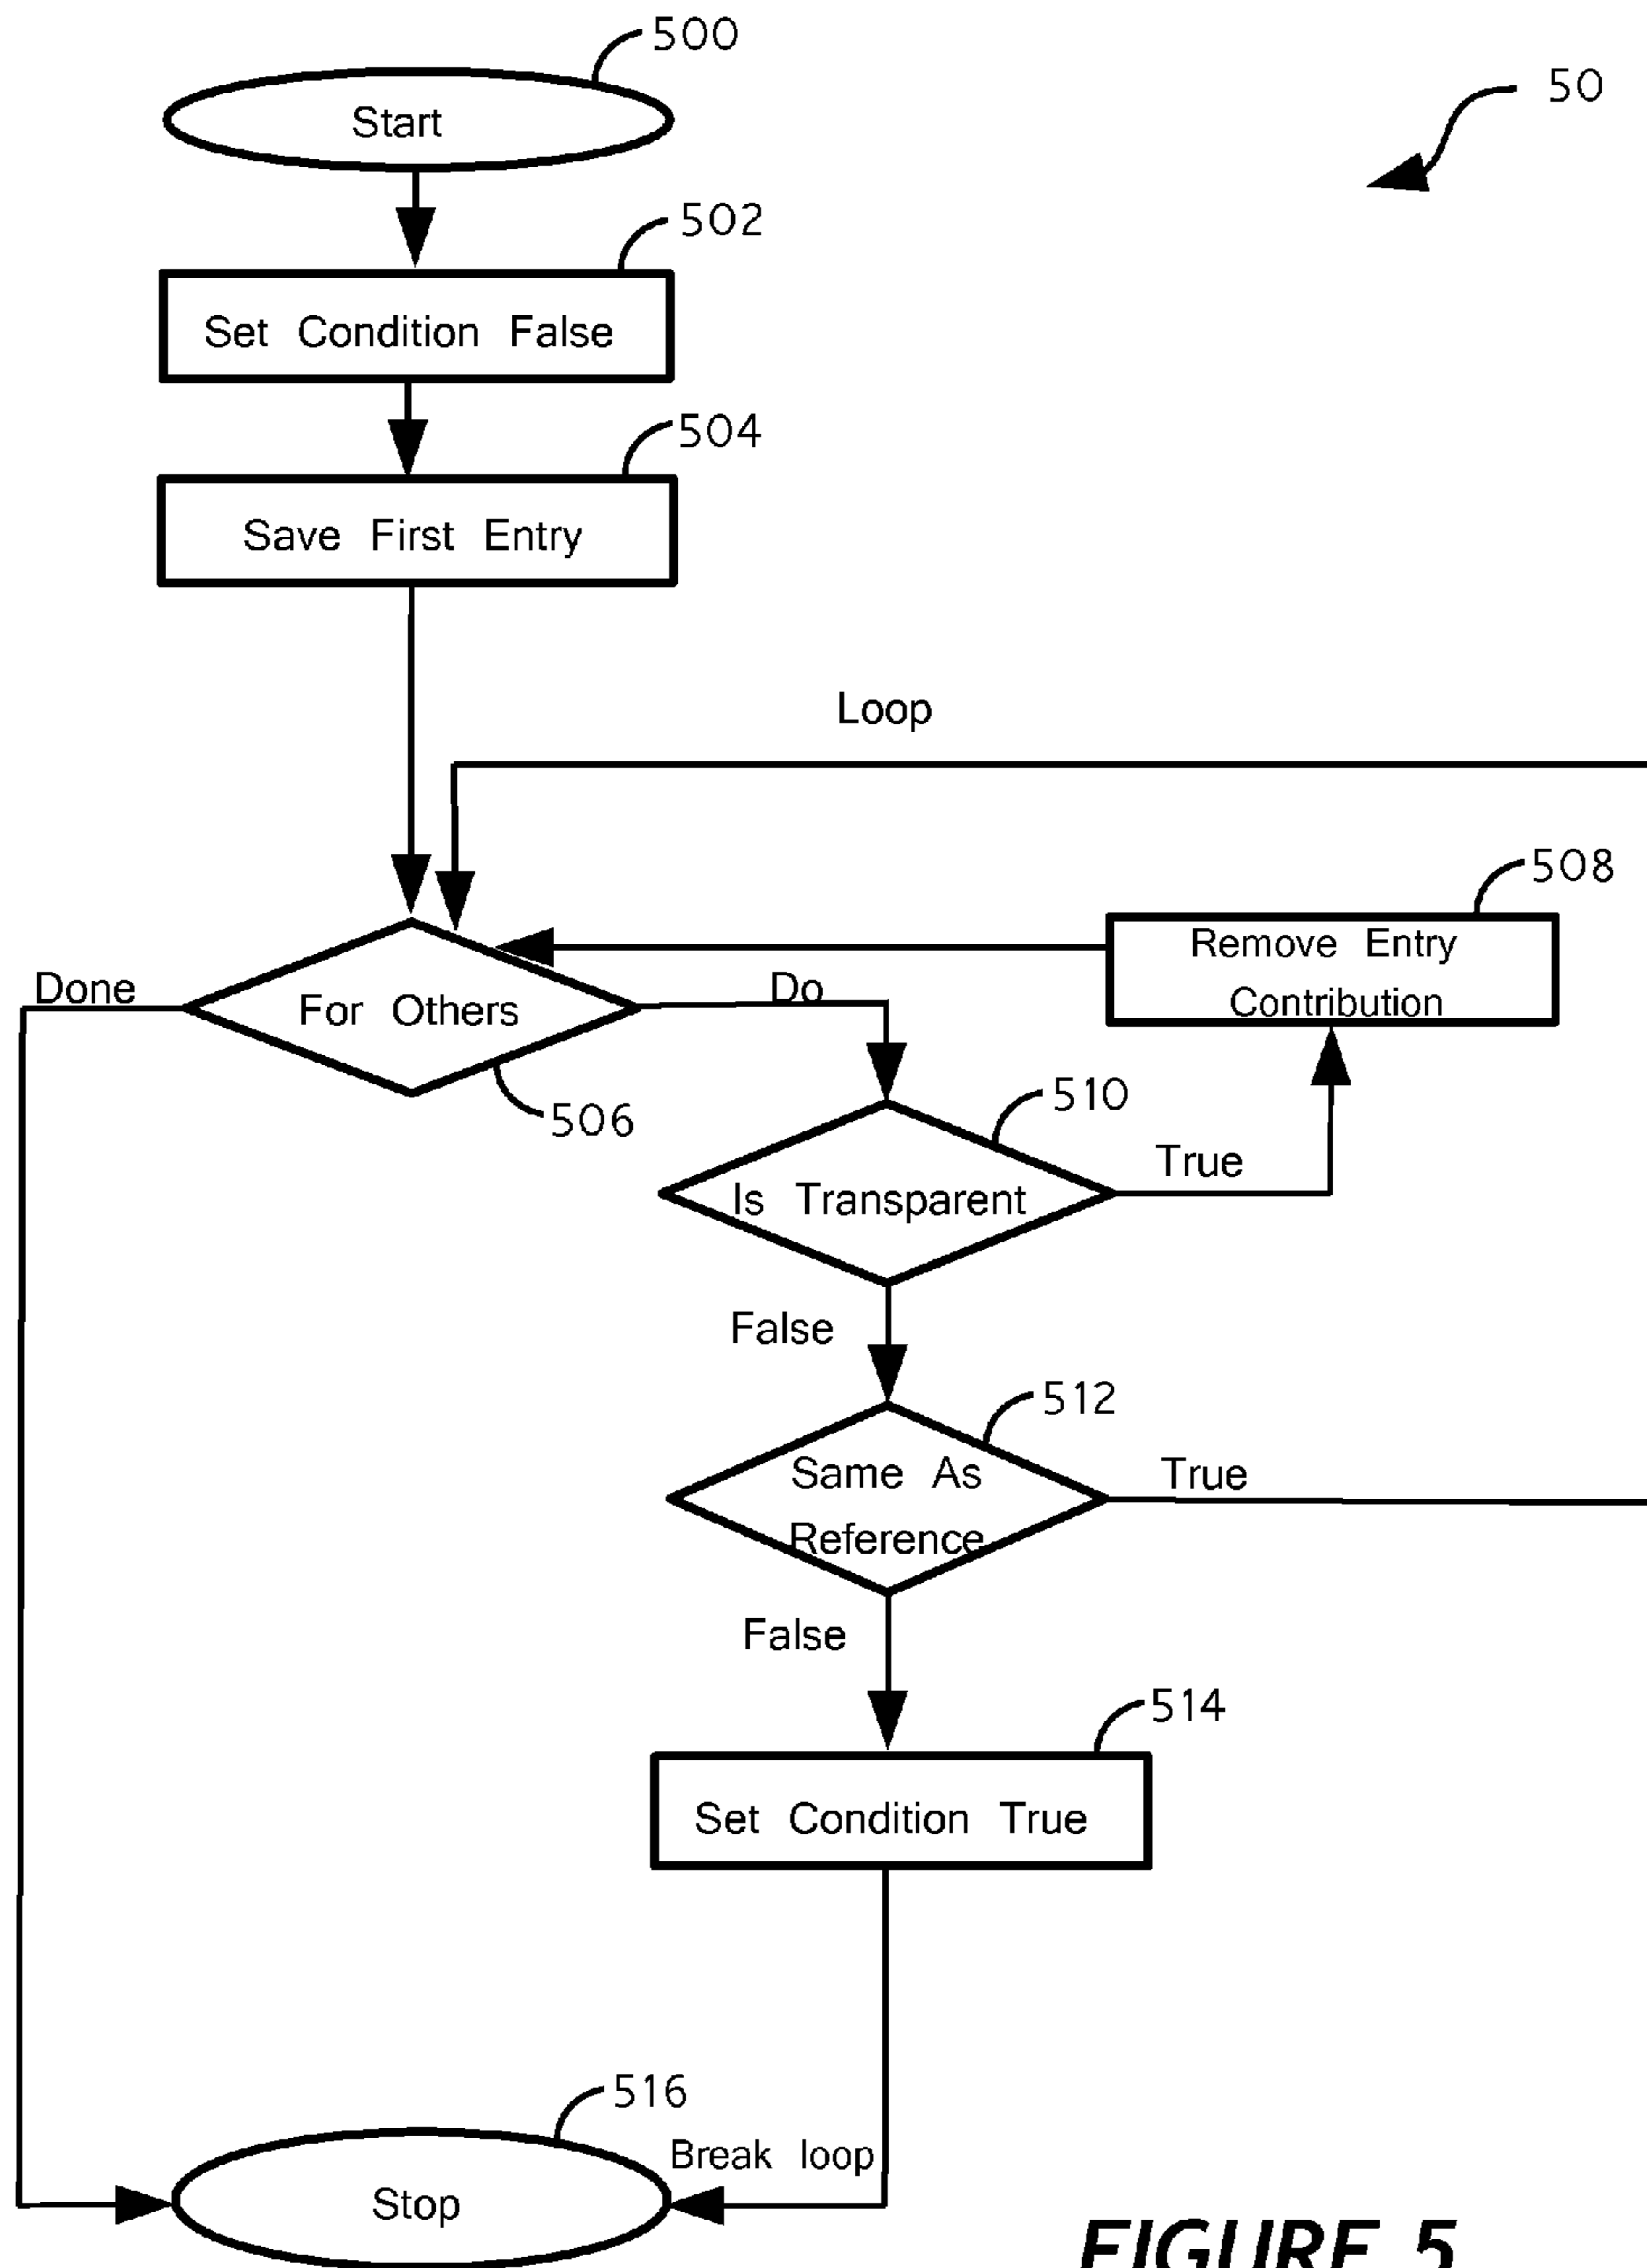 500
Start
50
502
Set Condition False
504
Save First Entry
Loop
508
Remove Entry
Contribution
Done
For Others
Do
506
510
Is Transparent
True
False
512
Same As
Reference
True
False
514
Set Condition True
516
Stop
Break loop
FIGURE 5